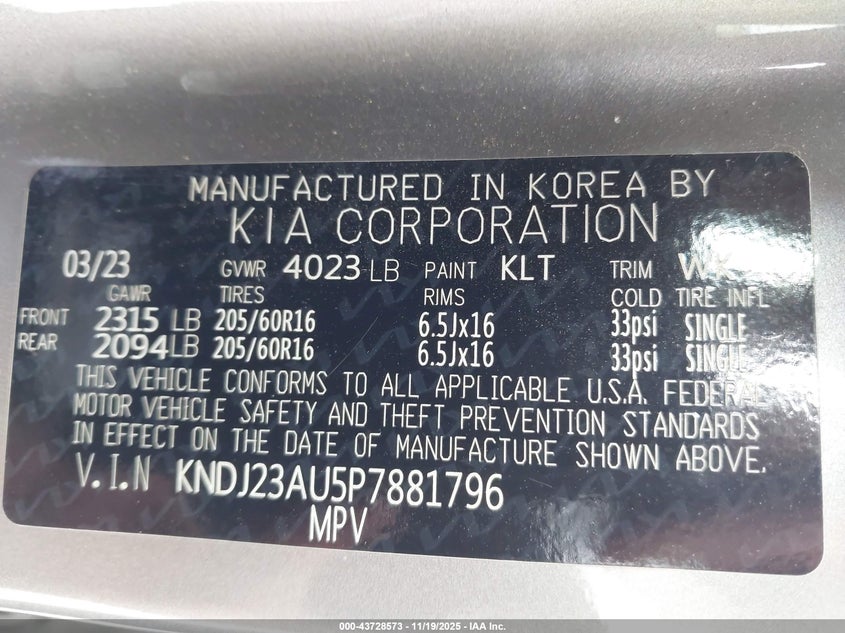 MANUFACTURED IN KOREA BY
KIA CORPORATION
03/23 GVWR 4023 LB PAINT KLT TRIM
GAWR TIRES RIMS COLD TIRE INFL
FRONT 2315 LB 205/60R16 6.5Jx16 33psi SINGLE
REAR 2094 LB 205/60R16 6.5Jx16 33psi SINGLE
THIS VEHICLE CONFORMS TO ALL APPLICABLE U.S.A. FEDERAL
MOTOR VEHICLE SAFETY AND THEFT PREVENTION STANDARDS
IN EFFECT ON THE DATE OF MANUFACTURE SHOWN ABOVE.
V.I.N KNDJ23AU5P7881796
MPV
000-43728573 — 11/19/2025 — IAA Inc.